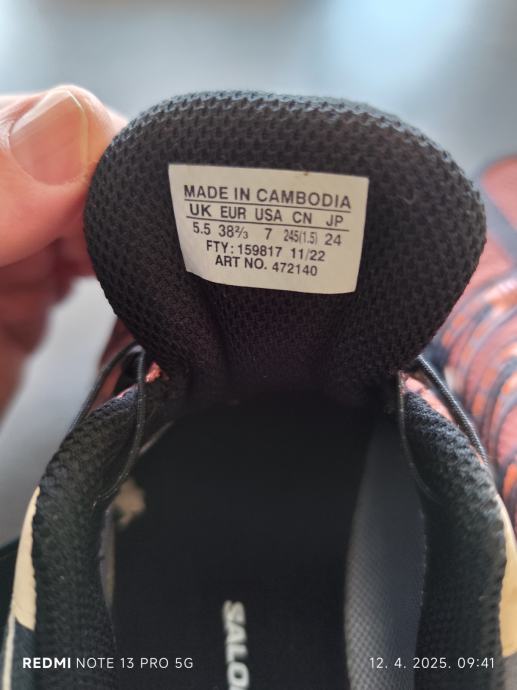 MADE IN CAMBODIA
UK EUR USA CN JP
5.5 38⅔ 7 245(1.5) 24
FTY: 159817 11/22
ART NO. 472140
SALO
REDMI NOTE 13 PRO 5G
12. 4. 2025. 09:41